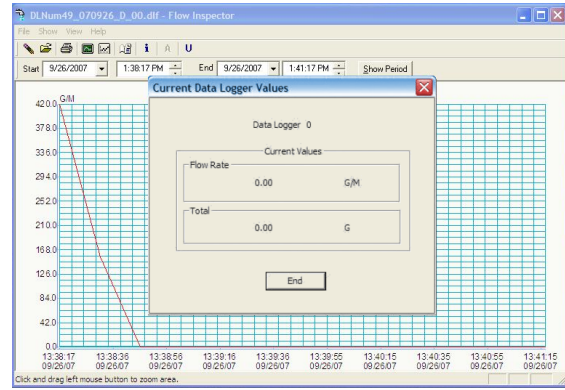 DLNum49_070926_D_00.dlf - Flow Inspector
File Show View Help
i A U
Start 9/26/2007 1:38:17 PM End 9/26/2007 1:41:17 PM Show Period
Current Data Logger Values
Data Logger 0
Current Values
Flow Rate
0.00 G/M
Total
0.00 G
End
G/M
420.0
378.0
336.0
294.0
252.0
210.0
168.0
126.0
84.0
42.0
0.0
13:38:17 13:38:36 13:38:56 13:39:16 13:39:36 13:39:55 13:40:15 13:40:35 13:40:55 13:41:15
09/26/07 09/26/07 09/26/07 09/26/07 09/26/07 09/26/07 09/26/07 09/26/07 09/26/07 09/26/07
Click and drag left mouse button to zoom area.